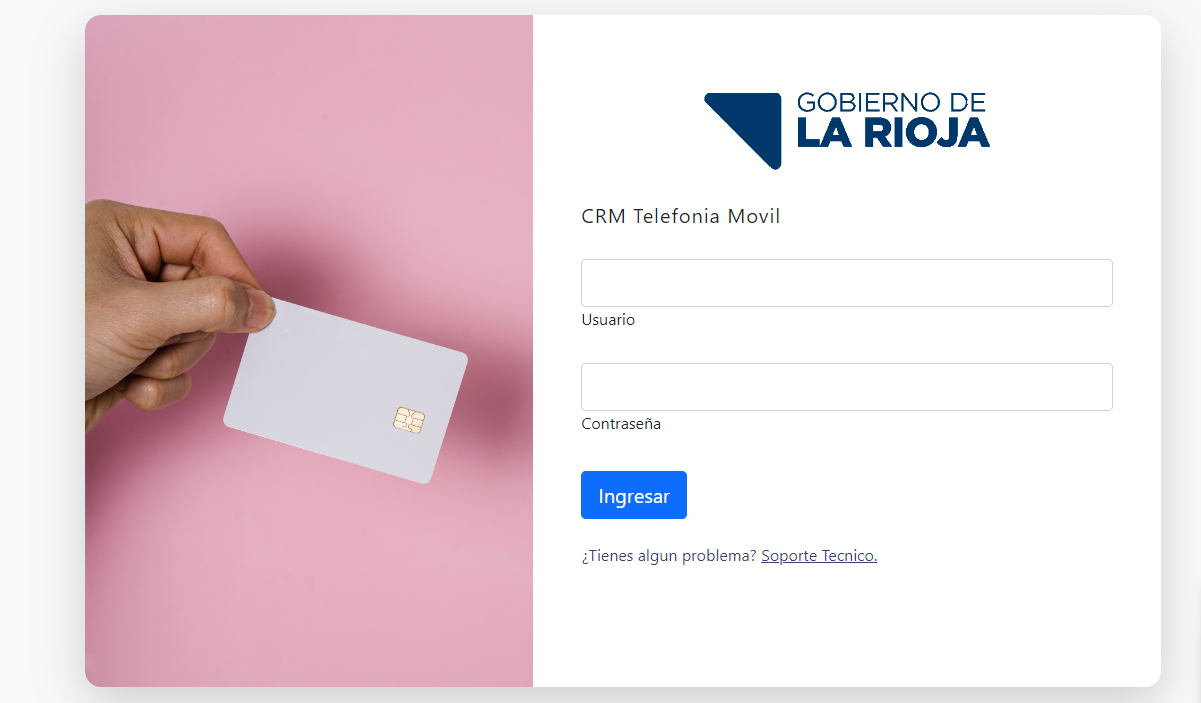 GOBIERNO DE
LA RIOJA
CRM Telefonia Movil
Usuario
Contraseña
Ingresar
¿Tienes algun problema? Soporte Tecnico.